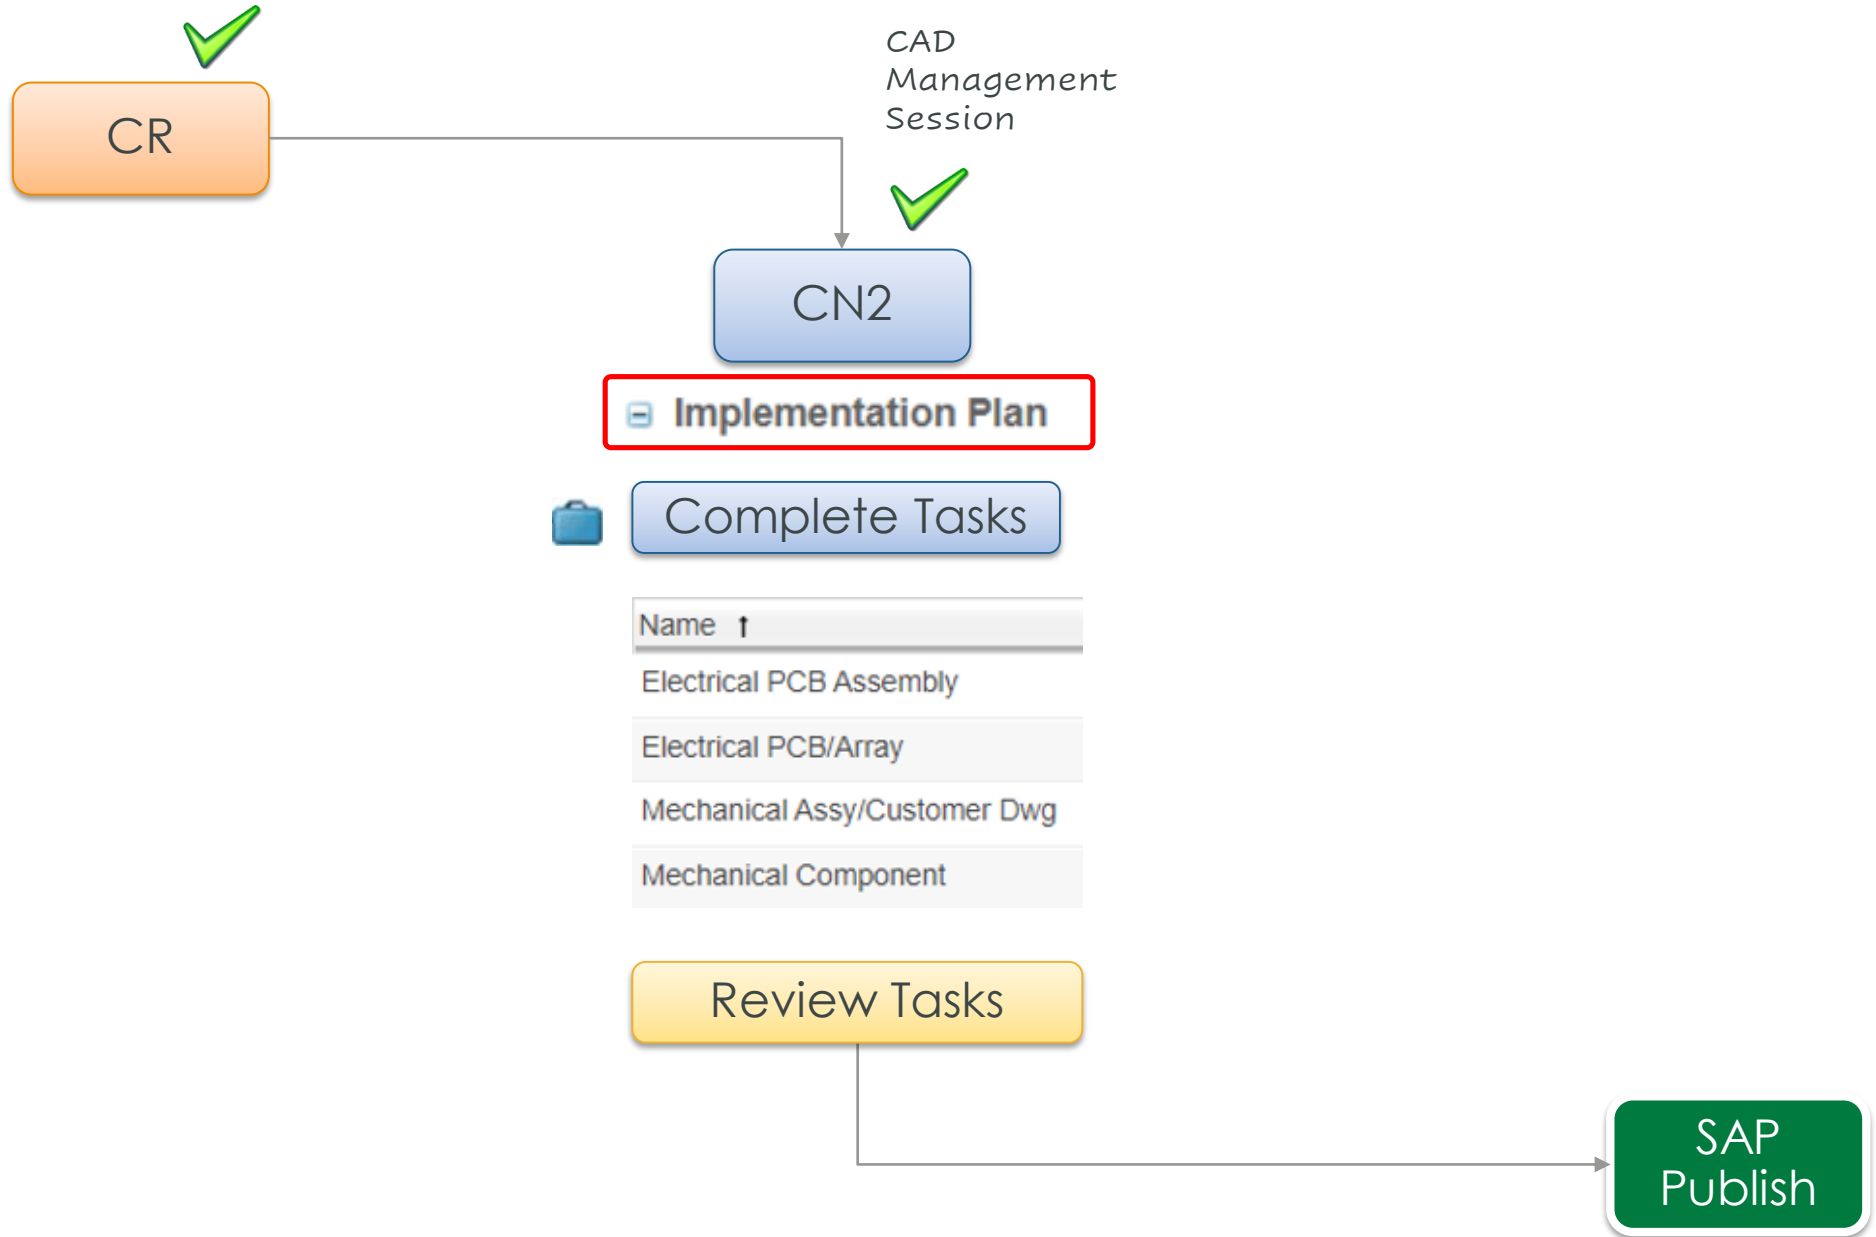 CR
CAD
Management
Session
CN2
Implementation Plan
Complete Tasks
Name
Electrical PCB Assembly
Electrical PCB/Array
Mechanical Assy/Customer Dwg
Mechanical Component
Review Tasks
SAP
Publish